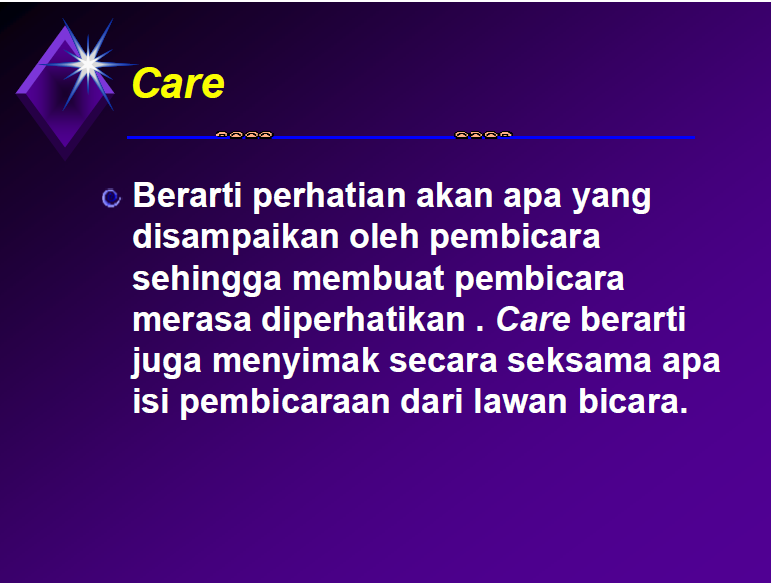 Care
Berarti perhatian akan apa yang
disampaikan oleh pembicara
sehingga membuat pembicara
merasa diperhatikan . Care berarti
juga menyimak secara seksama apa
isi pembicaraan dari lawan bicara.